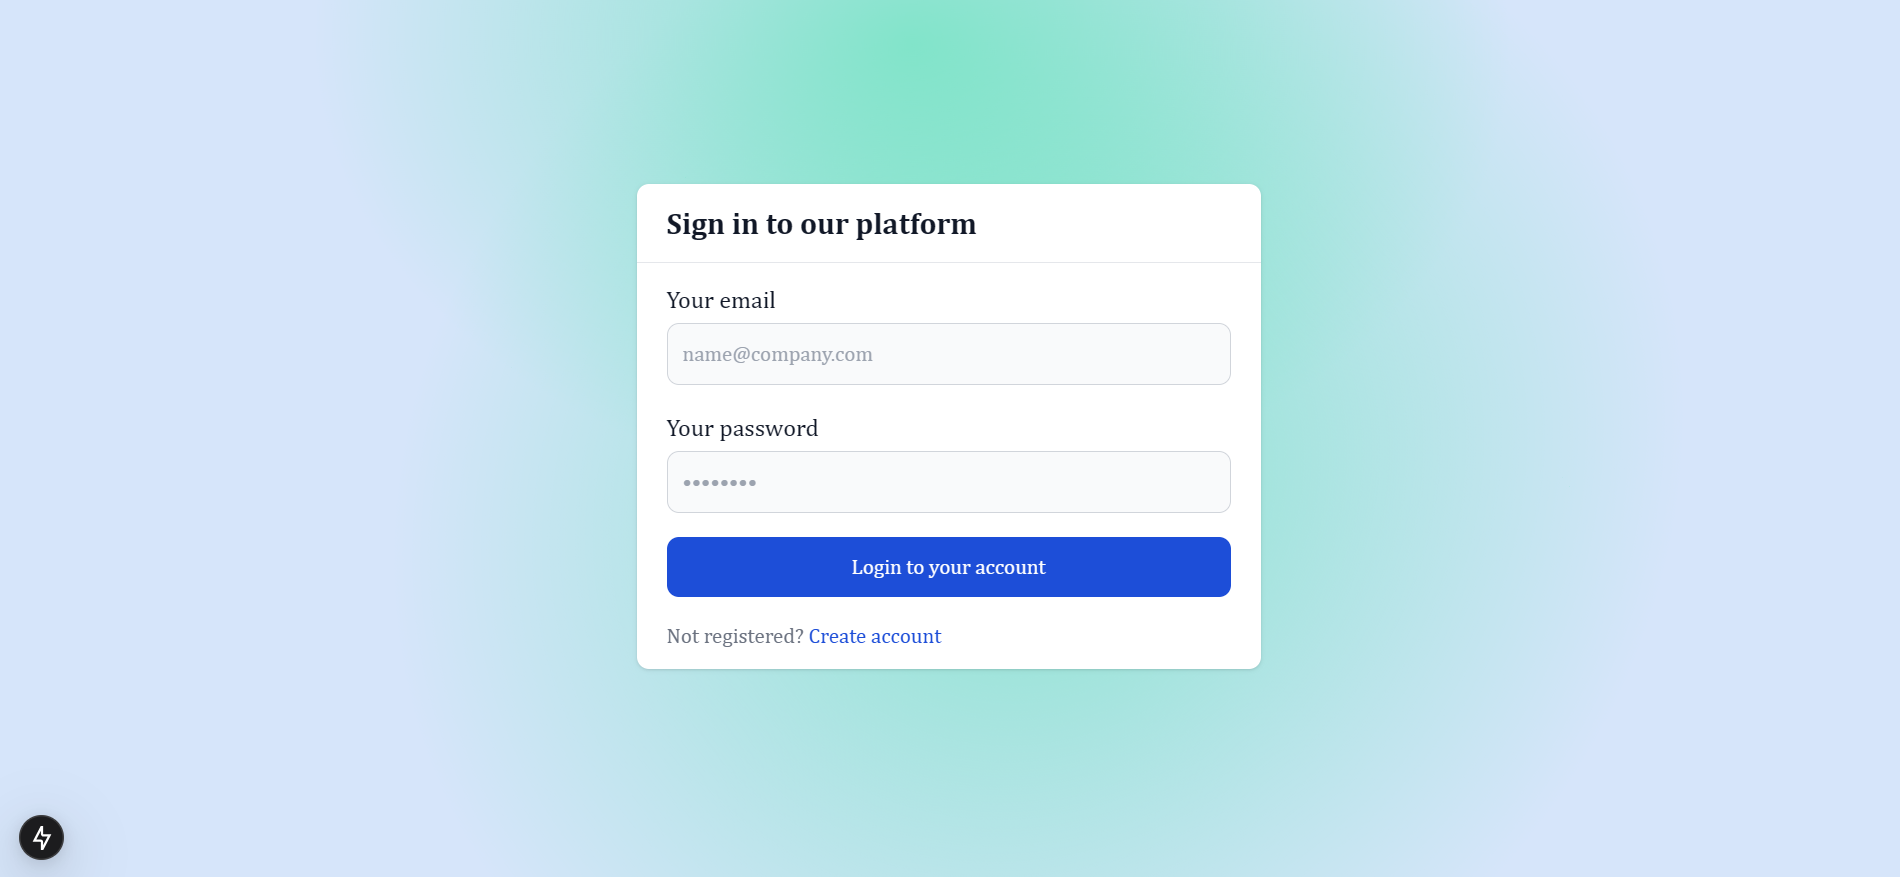 Sign in to our platform
Your email
name@company.com
Your password
••••••••
Login to your account
Not registered? Create account